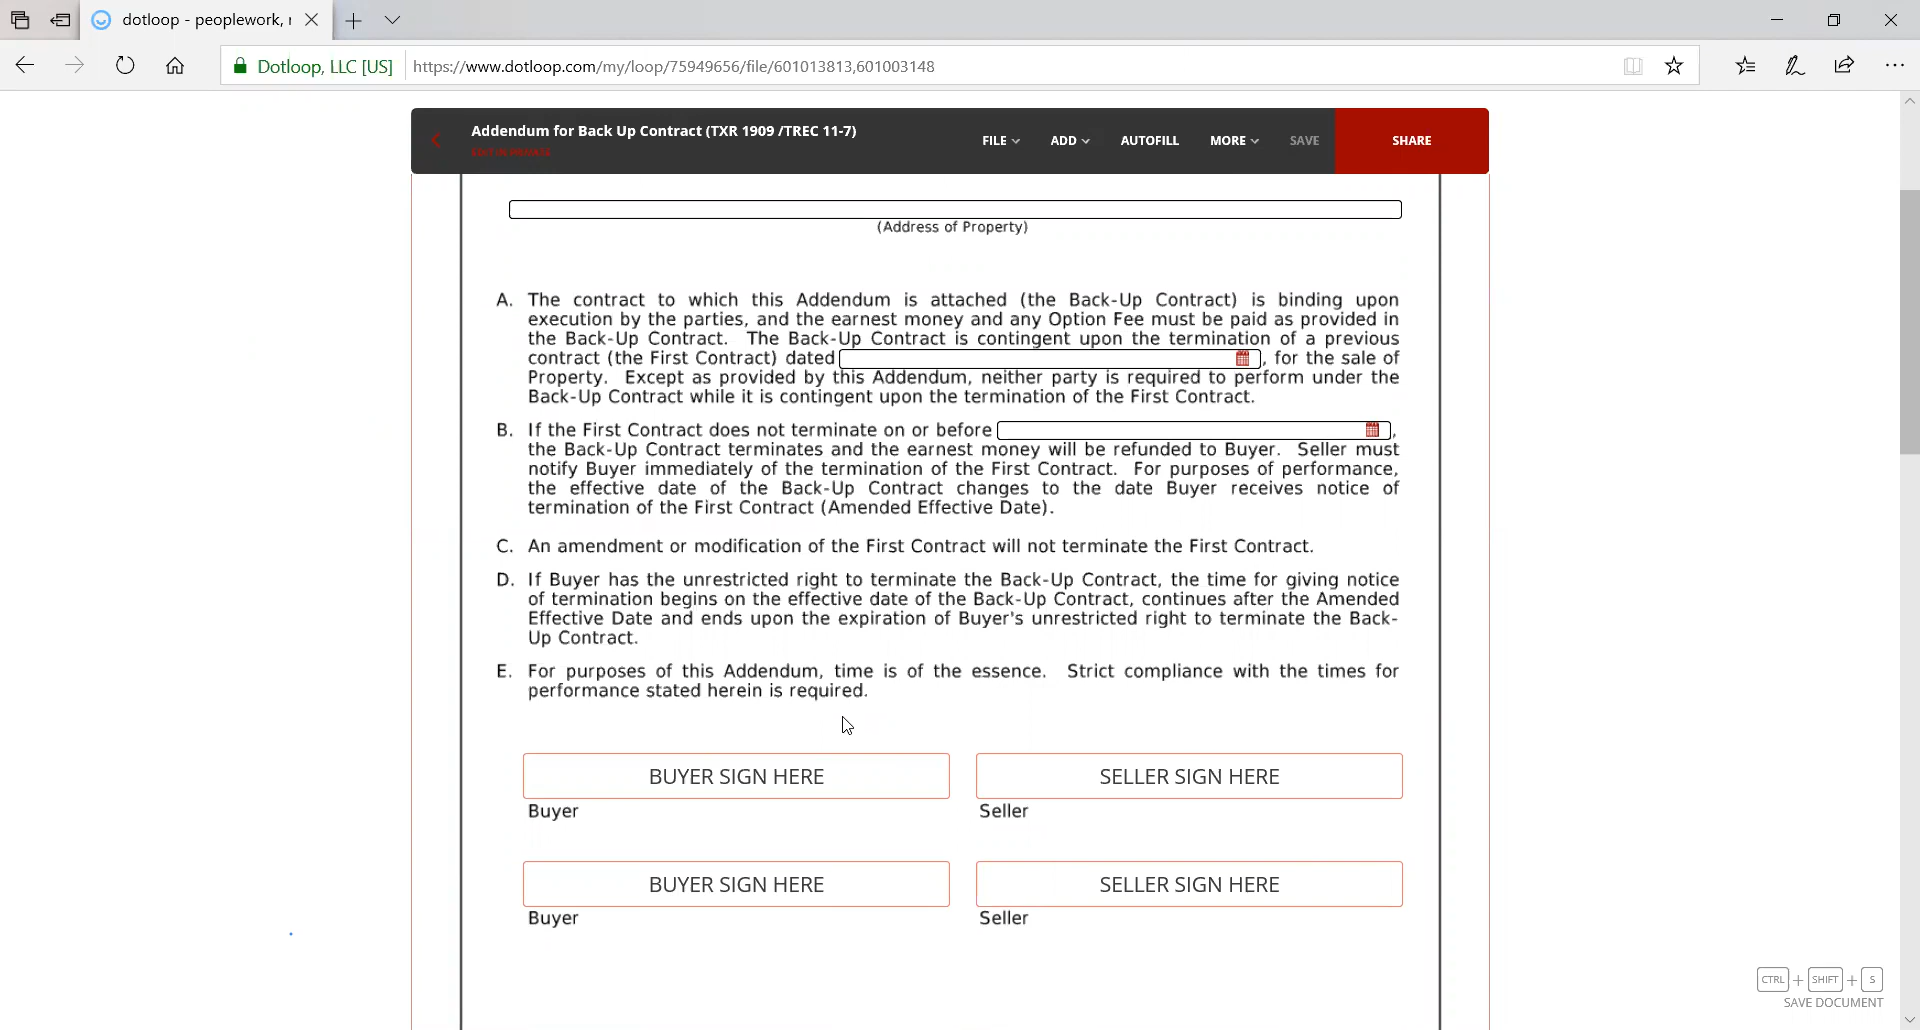 dotloop - peoplework, r
Dotloop, LLC [US] https://www.dotloop.com/my/loop/75949656/file/601013813,601003148
Addendum for Back Up Contract (TXR 1909 /TREC 11-7)
EDIT IN PRIVATE
FILE ADD AUTOFILL MORE SAVE SHARE
(Address of Property)
A. The contract to which this Addendum is attached (the Back-Up Contract) is binding upon
execution by the parties, and the earnest money and any Option Fee must be paid as provided in
the Back-Up Contract. The Back-Up Contract is contingent upon the termination of a previous
contract (the First Contract) dated , for the sale of
Property. Except as provided by this Addendum, neither party is required to perform under the
Back-Up Contract while it is contingent upon the termination of the First Contract.
B. If the First Contract does not terminate on or before ,
the Back-Up Contract terminates and the earnest money will be refunded to Buyer. Seller must
notify Buyer immediately of the termination of the First Contract. For purposes of performance,
the effective date of the Back-Up Contract changes to the date Buyer receives notice of
termination of the First Contract (Amended Effective Date).
C. An amendment or modification of the First Contract will not terminate the First Contract.
D. If Buyer has the unrestricted right to terminate the Back-Up Contract, the time for giving notice
of termination begins on the effective date of the Back-Up Contract, continues after the Amended
Effective Date and ends upon the expiration of Buyer's unrestricted right to terminate the Back-
Up Contract.
E. For purposes of this Addendum, time is of the essence. Strict compliance with the times for
performance stated herein is required.
BUYER SIGN HERE SELLER SIGN HERE
Buyer Seller
BUYER SIGN HERE SELLER SIGN HERE
Buyer Seller
CTRL + SHIFT + S
SAVE DOCUMENT